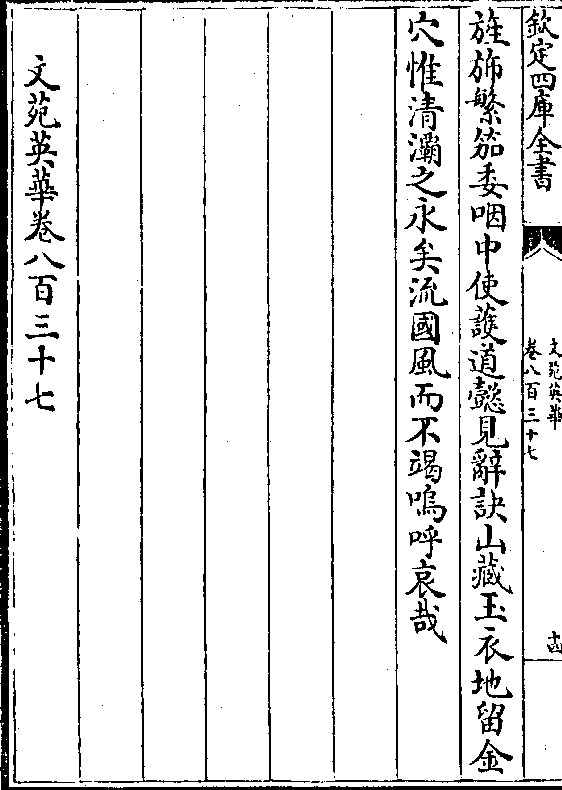 欽定四庫全書
文苑英華
卷八百三十七
十四
旌斾繁笳委咽中使護道懿見辭訣山藏玉衣地留金
穴惟清灞之永矣流國風而不竭嗚呼哀哉
文苑英華卷八百三十七